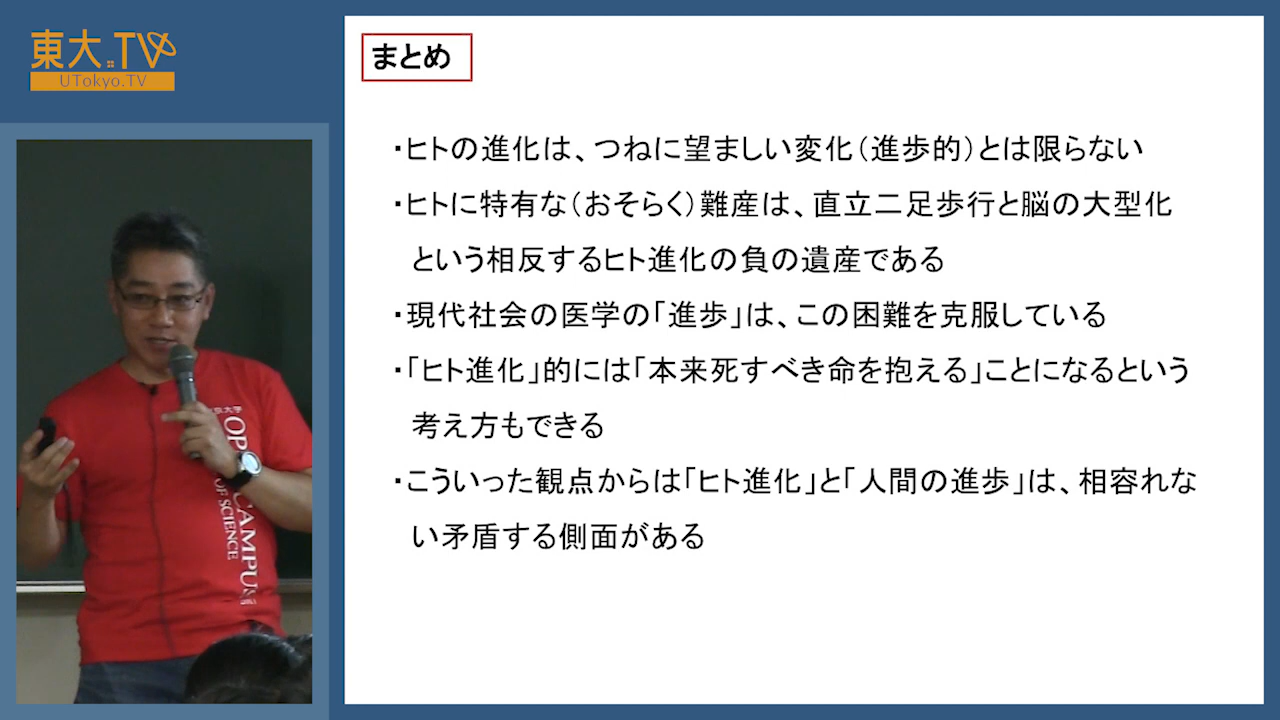 東大.TV
UTokyo.TV
まとめ
・ヒトの進化は、つねに望ましい変化（進歩的）とは限らない
・ヒトに特有な（おそらく）難産は、直立二足歩行と脳の大型化
という相反するヒト進化の負の遺産である
・現代社会の医学の「進歩」は、この困難を克服している
・「ヒト進化」的には「本来死すべき命を抱える」ことになるという
考え方もできる
・こういった観点からは「ヒト進化」と「人間の進歩」は、相容れな
い矛盾する側面がある
京大学
OP CAMPUS
OF SCIENCE